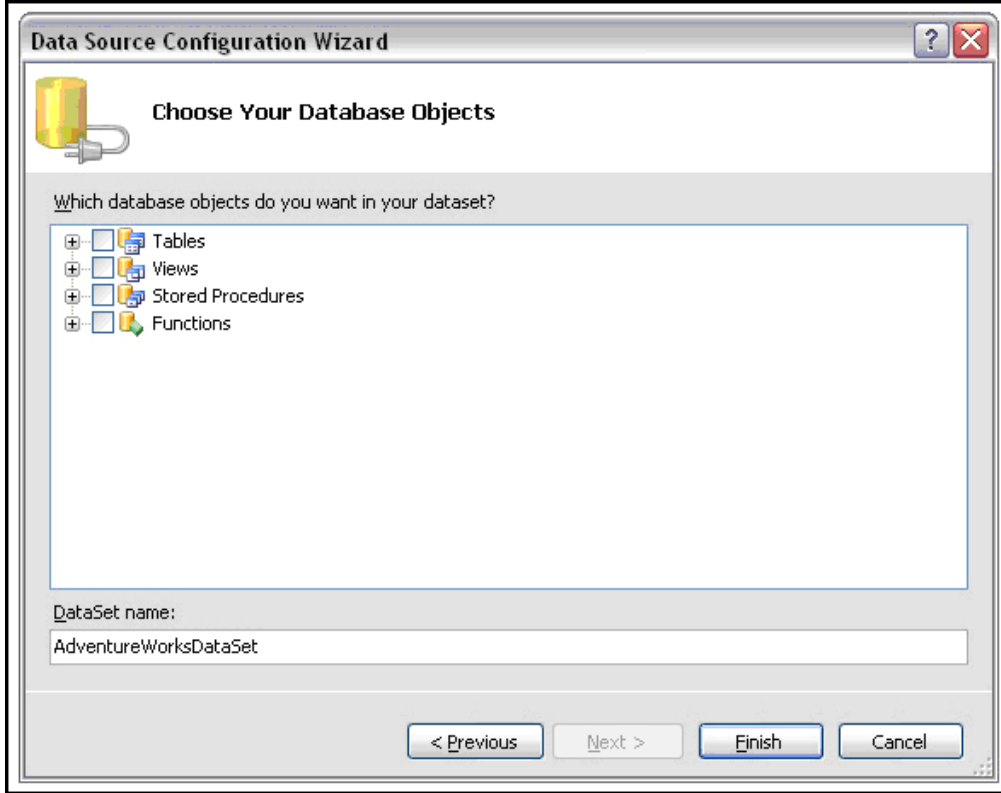 Data Source Configuration Wizard
?
Choose Your Database Objects
Which database objects do you want in your dataset?
Tables
Views
Stored Procedures
Functions
DataSet name:
AdventureWorksDataSet
< Previous Next > Finish Cancel